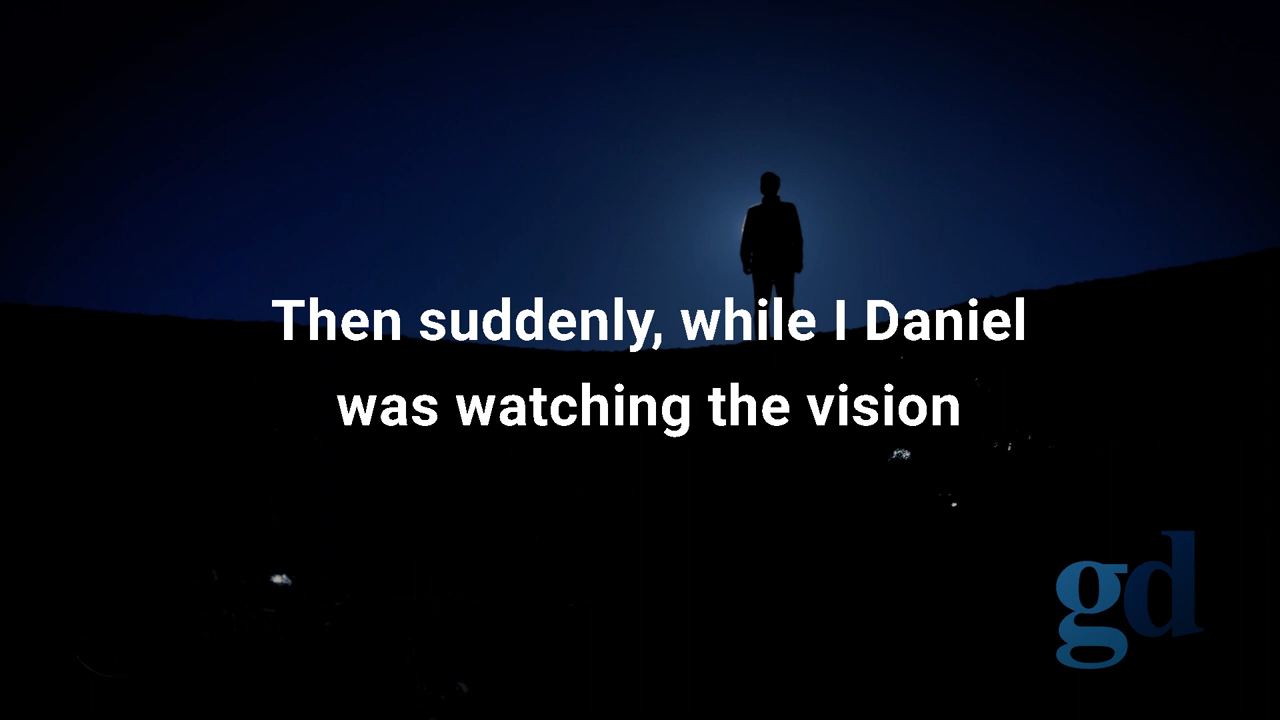 Then suddenly, while I Daniel
was watching the vision
gd